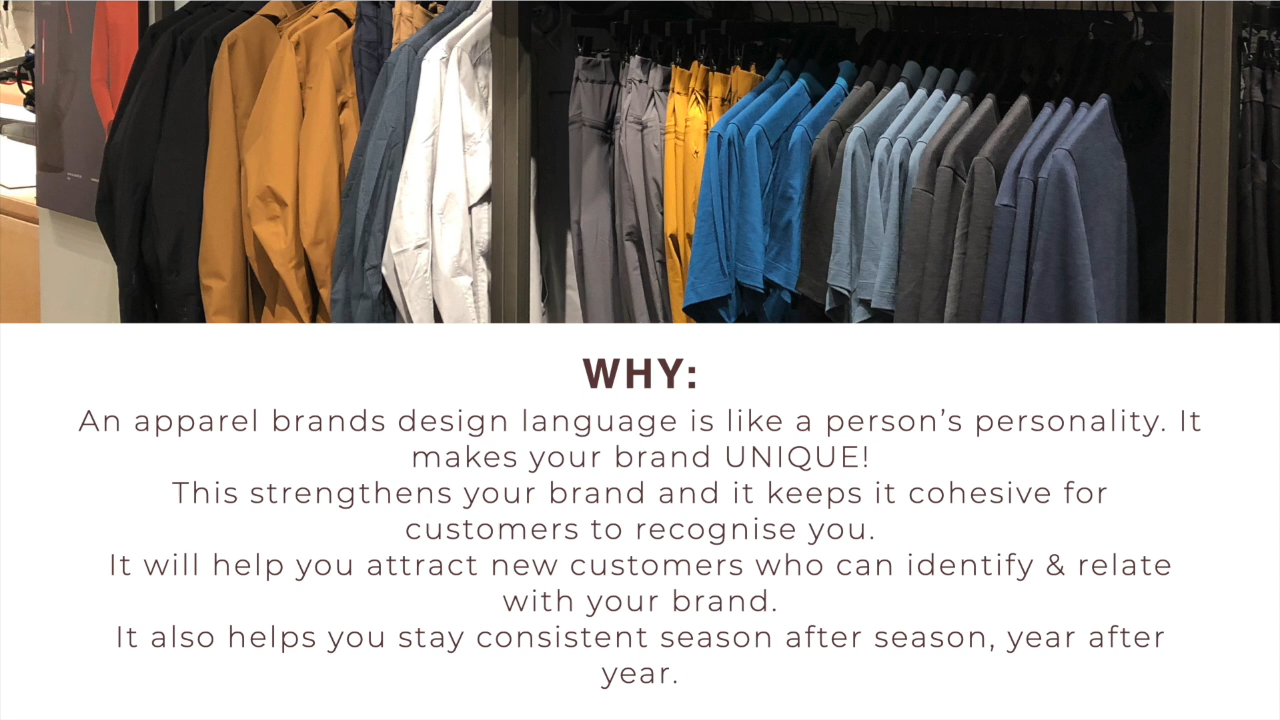 WHY:
An apparel brands design language is like a person’s personality. It
makes your brand UNIQUE!
This strengthens your brand and it keeps it cohesive for
customers to recognise you.
It will help you attract new customers who can identify & relate
with your brand.
It also helps you stay consistent season after season, year after
year.